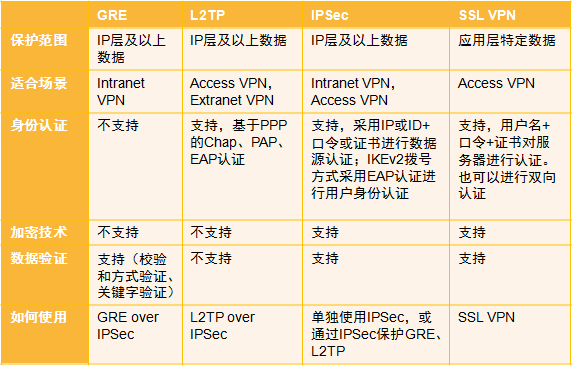 GRE L2TP IPSec SSL VPN
保护范围 IP层及以上数据 IP层及以上数据 IP层及以上数据 应用层特定数据
适合场景 Intranet VPN Access VPN，Extranet VPN Intranet VPN，Access VPN Access VPN
身份认证 不支持 支持，基于PPP的Chap、PAP、EAP认证 支持，采用IP或ID+口令或证书进行数据源认证；IKEv2拨号方式采用EAP认证进行用户身份认证 支持，用户名+口令+证书对服务器进行认证。也可以进行双向认证
加密技术 不支持 不支持 支持 支持
数据验证 支持（校验和方式验证、关键字验证） 不支持 支持 支持
如何使用 GRE over IPSec L2TP over IPSec 单独使用IPSec，或通过IPSec保护GRE、L2TP SSL VPN